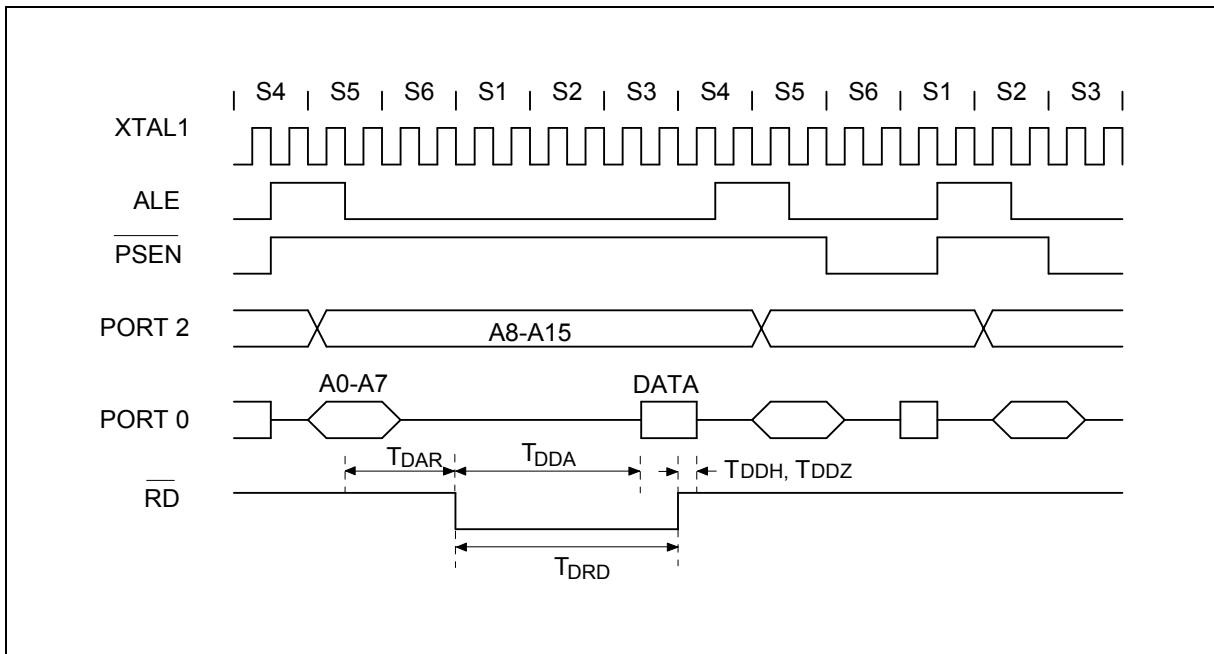 S4 S5 S6 S1 S2 S3 S4 S5 S6 S1 S2 S3
XTAL1
ALE
PSEN
PORT 2
A8-A15
A0-A7
DATA
PORT 0
TDAR
TDDA
TDDH, TDDZ
RD
TDRD